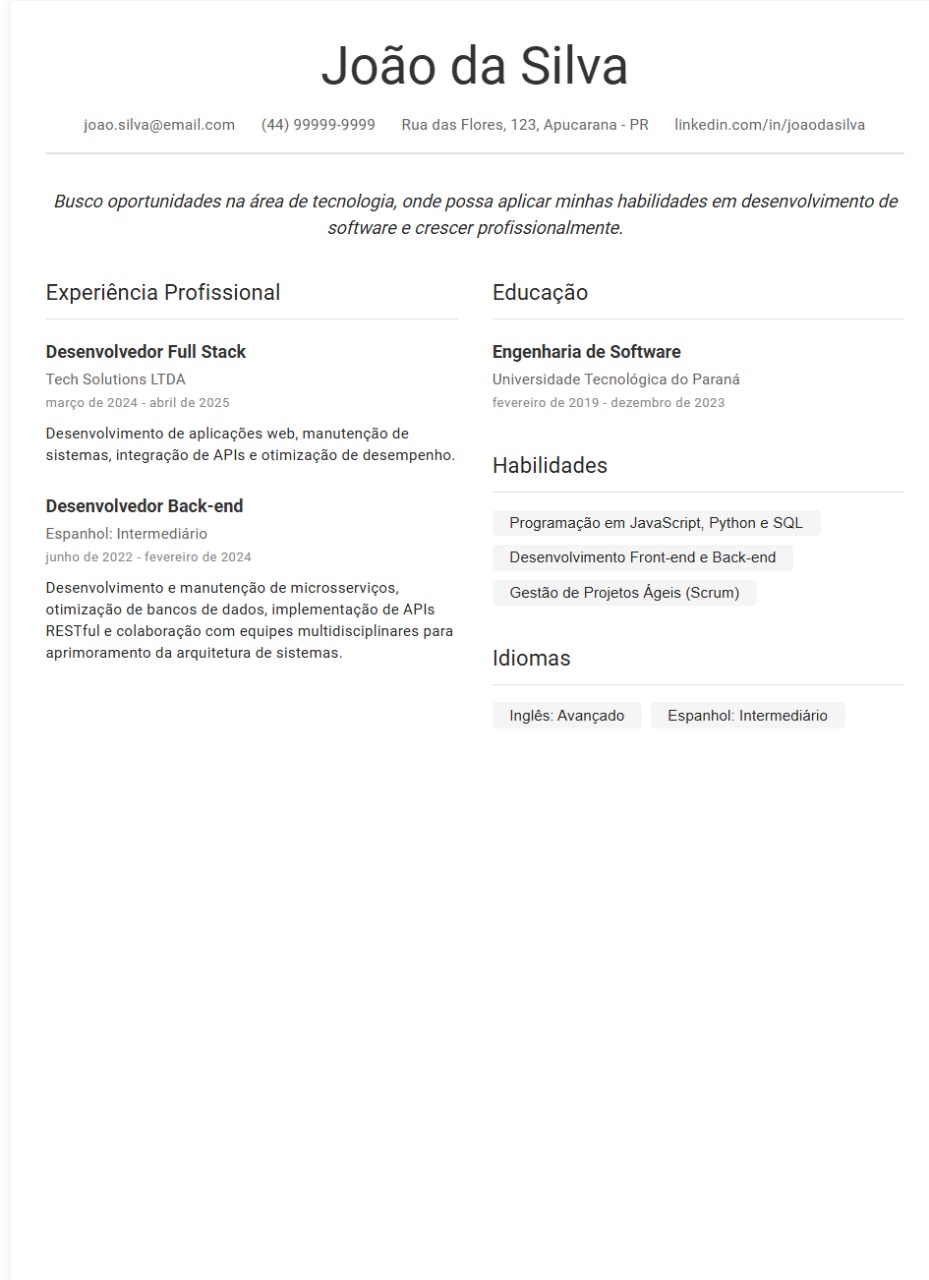 João da Silva
joao.silva@email.com (44) 99999-9999 Rua das Flores, 123, Apucarana - PR linkedin.com/in/joaodasilva
Busco oportunidades na área de tecnologia, onde possa aplicar minhas habilidades em desenvolvimento de
software e crescer profissionalmente.
Experiência Profissional
Desenvolvedor Full Stack
Tech Solutions LTDA
março de 2024 - abril de 2025
Desenvolvimento de aplicações web, manutenção de
sistemas, integração de APIs e otimização de desempenho.
Desenvolvedor Back-end
Espanhol: Intermediário
junho de 2022 - fevereiro de 2024
Desenvolvimento e manutenção de microsserviços,
otimização de bancos de dados, implementação de APIs
RESTful e colaboração com equipes multidisciplinares para
aprimoramento da arquitetura de sistemas.
Educação
Engenharia de Software
Universidade Tecnológica do Paraná
fevereiro de 2019 - dezembro de 2023
Habilidades
Programação em JavaScript, Python e SQL
Desenvolvimento Front-end e Back-end
Gestão de Projetos Ágeis (Scrum)
Idiomas
Inglês: Avançado Espanhol: Intermediário